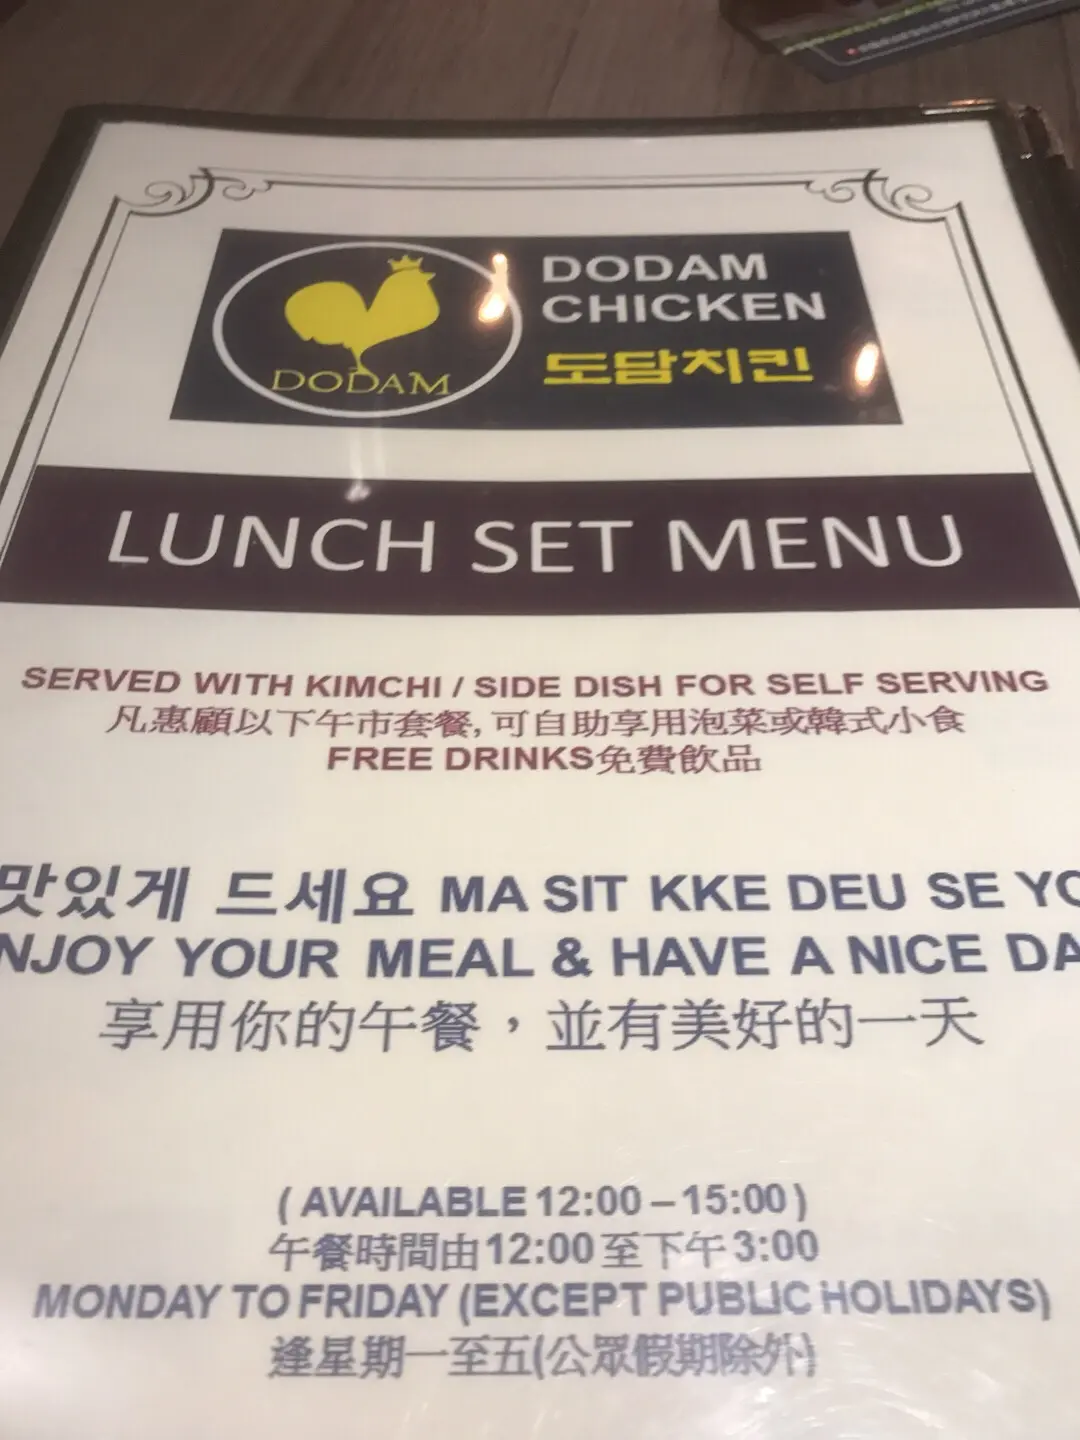 DODAM
DODAM
CHICKEN
도담치킨
LUNCH SET MENU
SERVED WITH KIMCHI / SIDE DISH FOR SELF SERVING
凡惠顧以下午市套餐, 可自助享用泡菜或韓式小食
FREE DRINKS免費飲品
맛있게 드세요 MA SIT KKE DEU SE YO
NJOY YOUR MEAL & HAVE A NICE DA
享用你的午餐，並有美好的一天
( AVAILABLE 12:00 – 15:00 )
午餐時間由12:00至下午3:00
MONDAY TO FRIDAY (EXCEPT PUBLIC HOLIDAYS)
逢星期一至五(公眾假期除外)